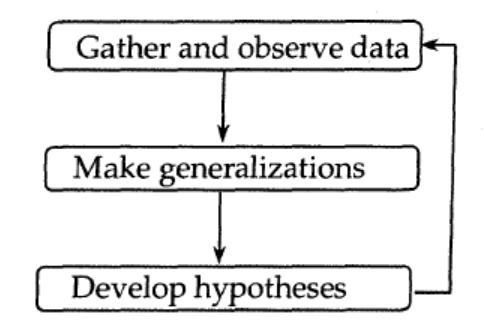 Gather and observe data
Make generalizations
Develop hypotheses